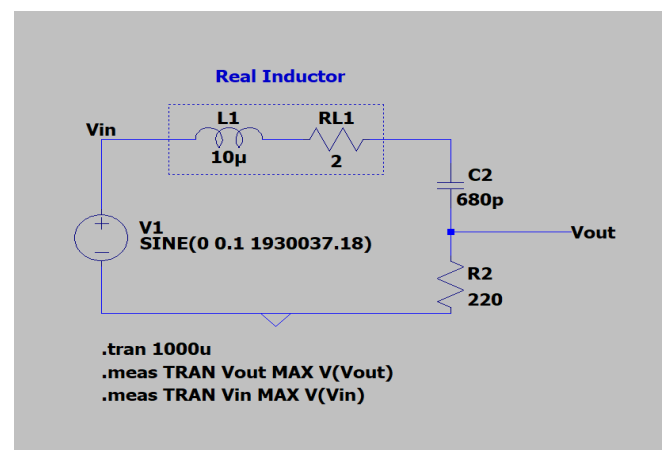 Real Inductor
L1
RL1
Vin
10µ
2
C2
680p
V1
SINE(0 0.1 1930037.18)
Vout
R2
220
.tran 1000u
.meas TRAN Vout MAX V(Vout)
.meas TRAN Vin MAX V(Vin)